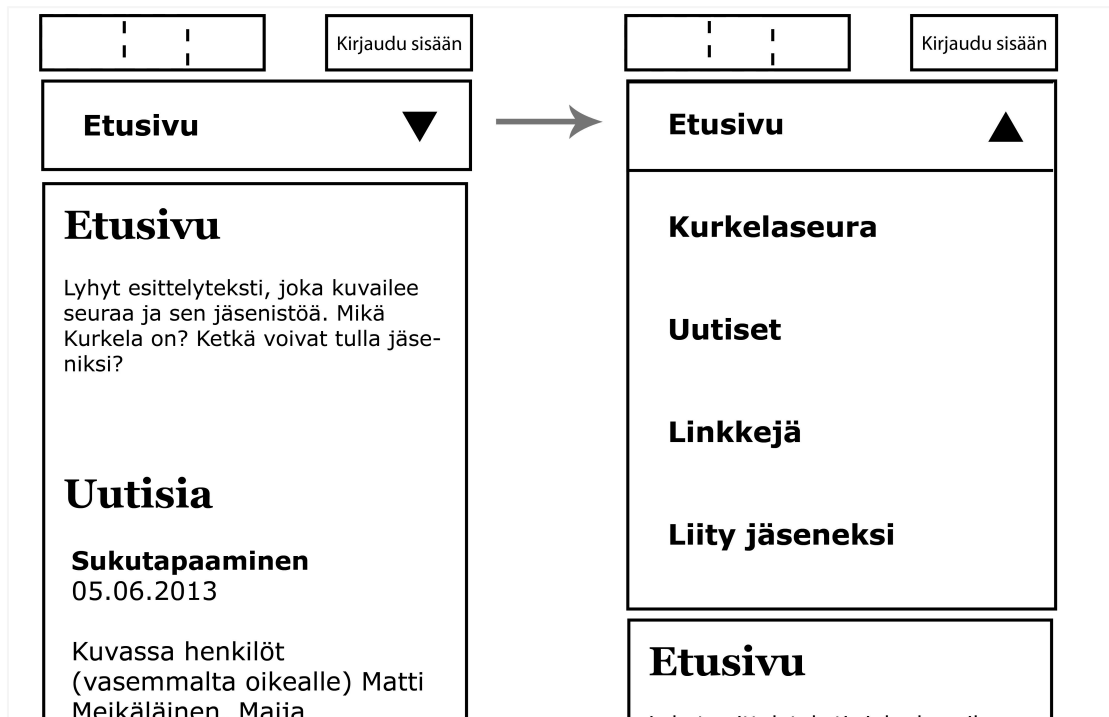 Kirjaudu sisään
Etusivu
Etusivu
Lyhyt esittelyteksti, joka kuvailee
seuraa ja sen jäsenistöä. Mikä
Kurkela on? Ketkä voivat tulla jäse-
niksi?
Uutisia
Sukutapaaminen
05.06.2013
Kuvassa henkilöt
(vasemmalta oikealle) Matti
Meikäläinen, Maija
Kirjaudu sisään
Etusivu
Kurkelaseura
Uutiset
Linkkejä
Liity jäseneksi
Etusivu